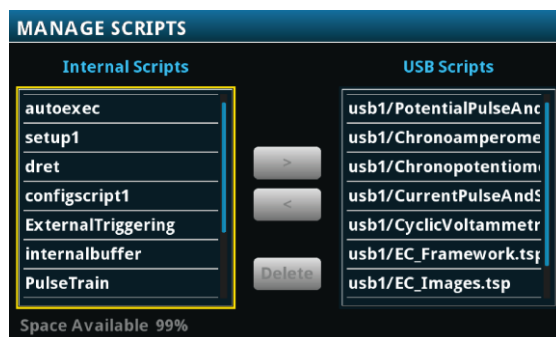 MANAGE SCRIPTS
Internal Scripts
USB Scripts
autoexec
setup1
dret
configscript1
ExternalTriggering
internalbuffer
PulseTrain
>
<
Delete
usb1/PotentialPulseAnd
usb1/Chronoamperome
usb1/Chronopotentiom
usb1/CurrentPulseAndS
usb1/CyclicVoltammetr
usb1/EC_Framework.tsp
usb1/EC_Images.tsp
Space Available 99%